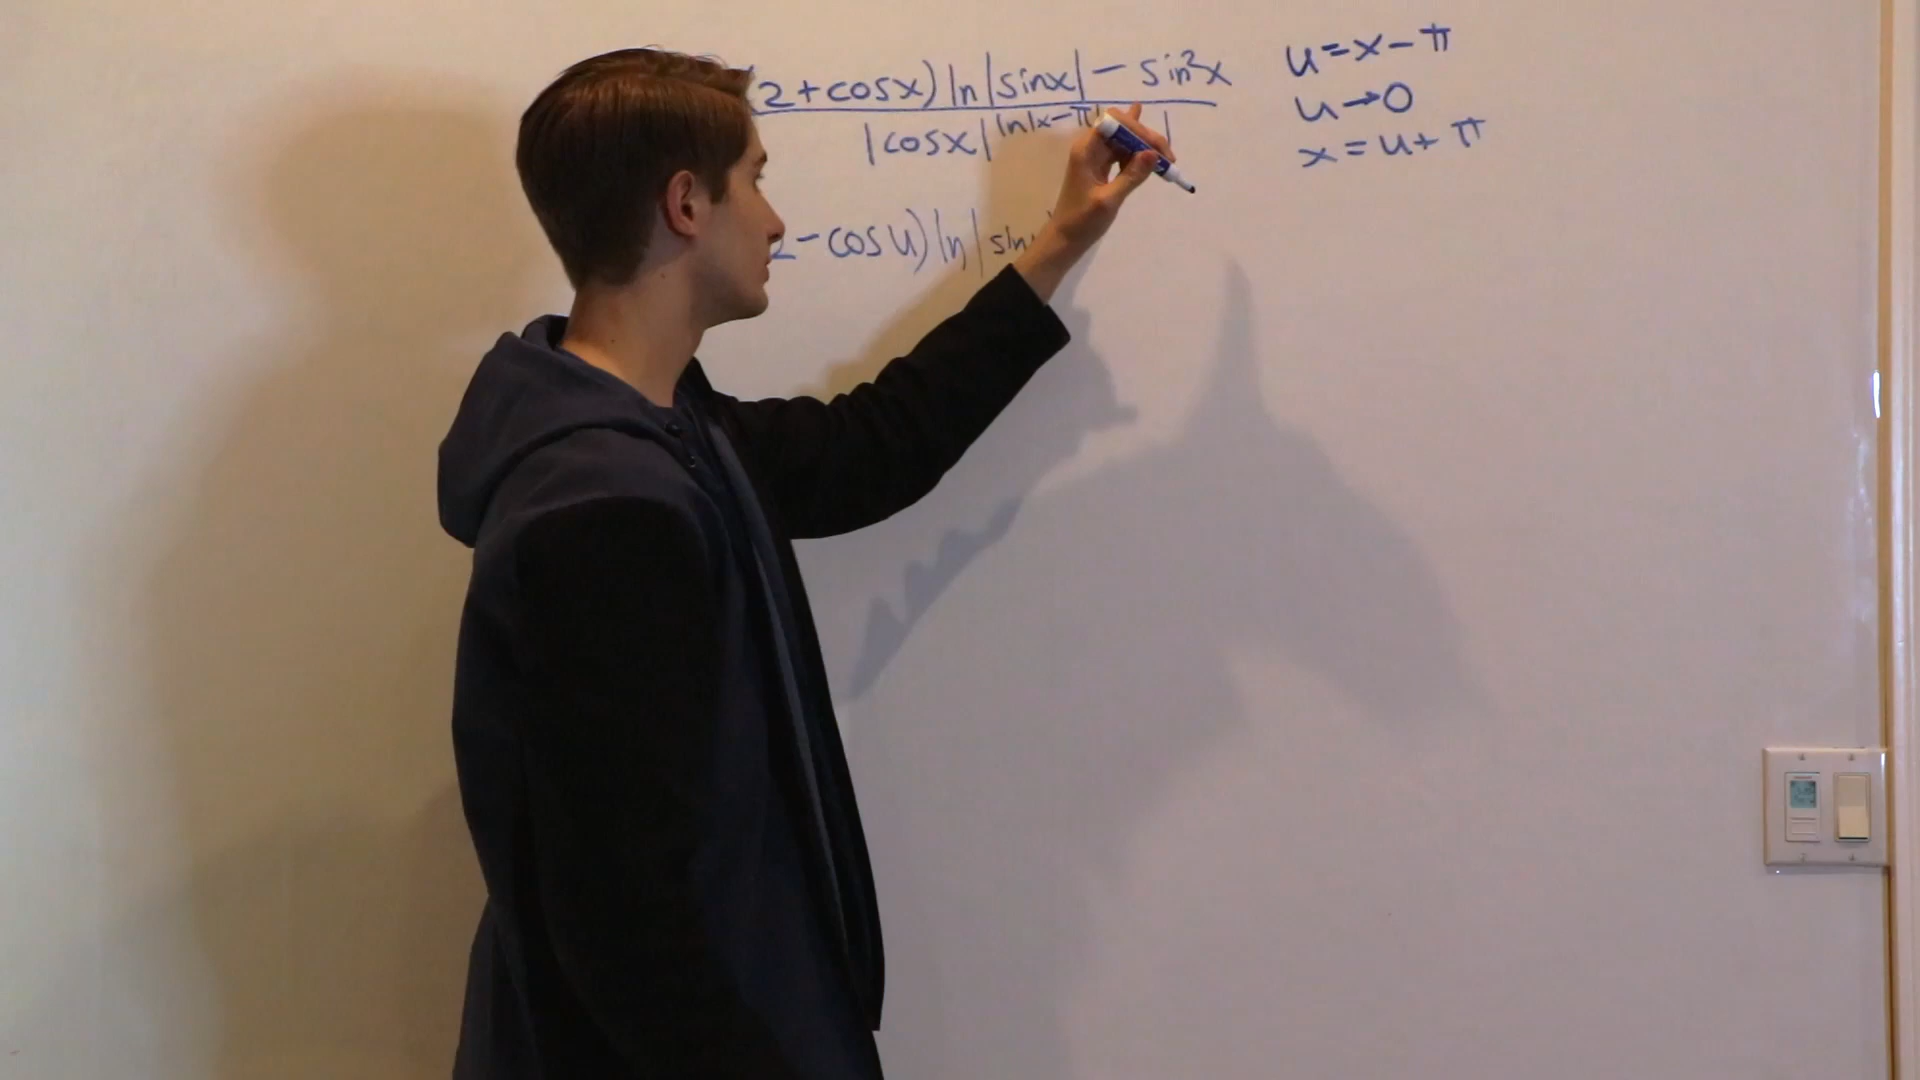 (2+cosx) ln|sinx| - sin²x
|cosx|^ln|x-π|
u=x-π
u→0
x=u+π
2-cosu) ln|sin